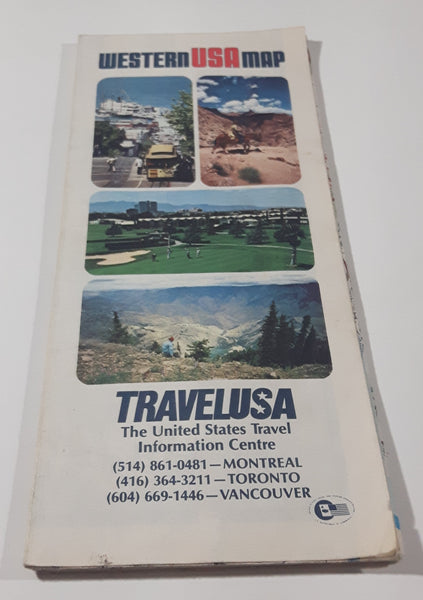 WESTERN USA MAP
TRAVELUSA
The United States Travel
Information Centre
(514) 861-0481—MONTREAL
(416) 364-3211—TORONTO
(604) 669-1446—VANCOUVER